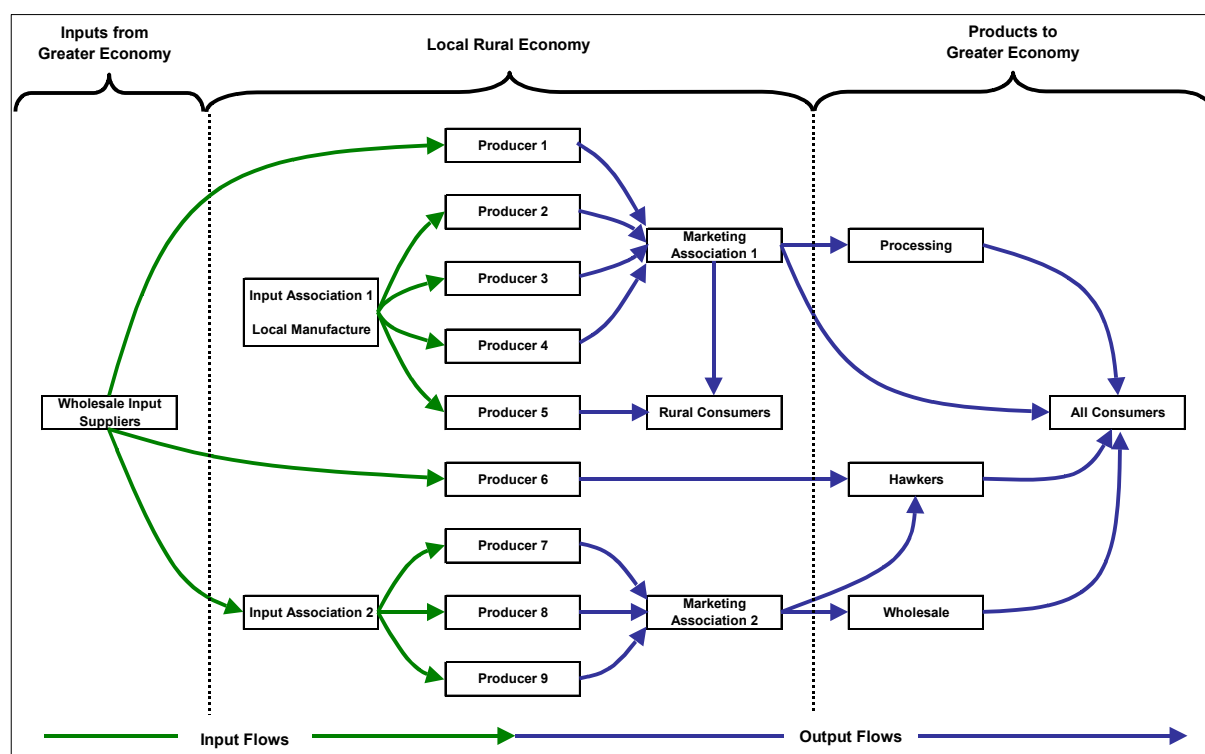 Inputs from
Greater Economy
Local Rural Economy
Products to
Greater Economy
Producer 1
Producer 2
Producer 3
Producer 4
Producer 5
Producer 6
Producer 7
Producer 8
Producer 9
Input Association 1
Local Manufacture
Wholesale Input
Suppliers
Input Association 2
Marketing
Association 1
Rural Consumers
Marketing
Association 2
Processing
All Consumers
Hawkers
Wholesale
Input Flows
Output Flows